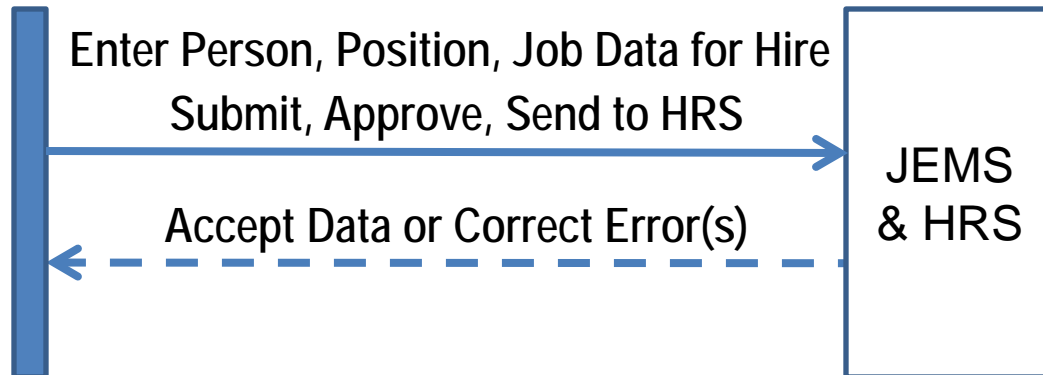 Enter Person, Position, Job Data for Hire
Submit, Approve, Send to HRS
JEMS
& HRS
Accept Data or Correct Error(s)